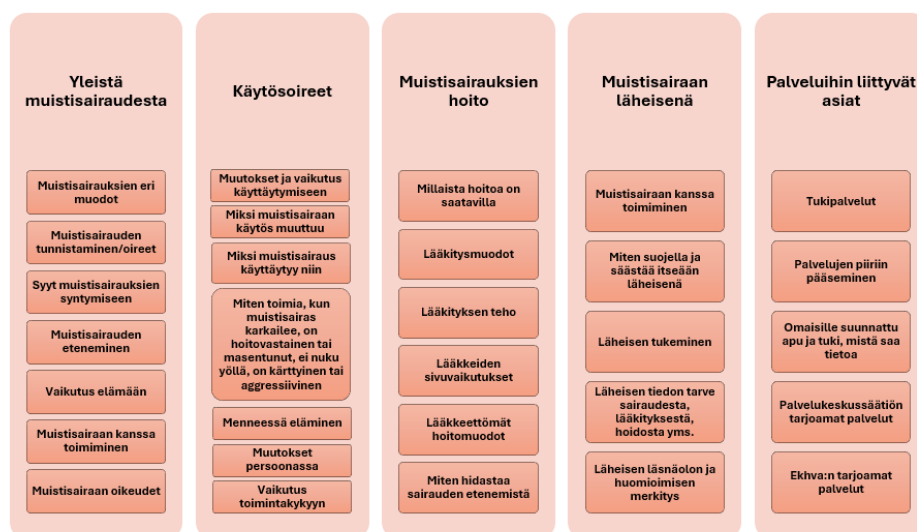 Yleistä
muistisairaudesta
Muistisairauksien eri
muodot
Muistisairauden
tunnistaminen/oireet
Syyt muistisairauksien
syntymiseen
Muistisairauden
eteneminen
Vaikutus elämään
Muistisairaan kanssa
toimiminen
Muistisairaan oikeudet
Käytösoireet
Muutokset ja vaikutus
käyttäytymiseen
Miksi muistisairaan
käytös muuttuu
Miksi muistisairaus
käyttäytyy niin
Miten toimia, kun
muistisairas
karkailee, on
hoitovastainen tai
masentunut, ei nuku
yöllä, on kärttyinen tai
aggressiivinen
Menneessä eläminen
Muutokset
persoonassa
Vaikutus
toimintakykyyn
Muistisairauksien
hoito
Millaista hoitoa on
saatavilla
Lääkitysmuodot
Lääkityksen teho
Lääkkeiden
sivuvaikutukset
Lääkkeettömät
hoitomuodot
Miten hidastaa
sairauden etenemistä
Muistisairaan
läheisenä
Muistisairaan kanssa
toimiminen
Miten suojella ja
säästää itseään
läheisenä
Läheisen tukeminen
Läheisen tiedon tarve
sairaudesta,
lääkityksestä,
hoidosta yms.
Läheisen läsnäolon ja
huomioimisen
merkitys
Palveluihin liittyvät
asiat
Tukipalvelut
Palvelujen piiriin
pääseminen
Omaisille suunnattu
apu ja tuki, mistä saa
tietoa
Palvelukeskussäätiön
tarjoamat palvelut
Ekhva:n tarjoamat
palvelut